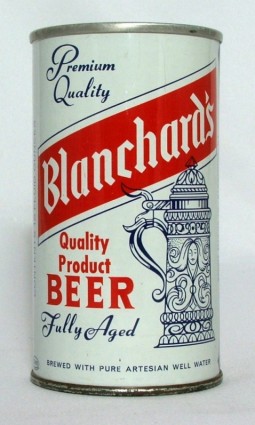 Premium
Quality
Blanchard's
Quality
Product
BEER
Fully Aged
BREWED WITH PURE ARTESIAN WELL WATER